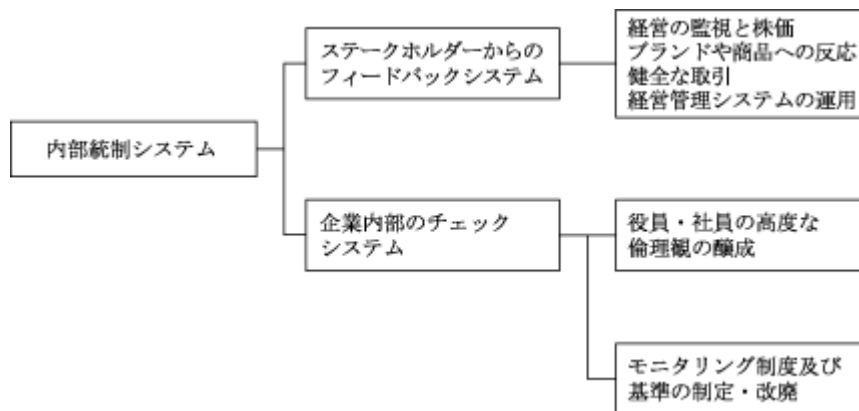 内部統制システム
ステークホルダーからの
フィードバックシステム
経営の監視と株価
ブランドや商品への反応
健全な取引
経営管理システムの運用
企業内部のチェック
システム
役員・社員の高度な
倫理観の醸成
モニタリング制度及び
基準の制定・改廃